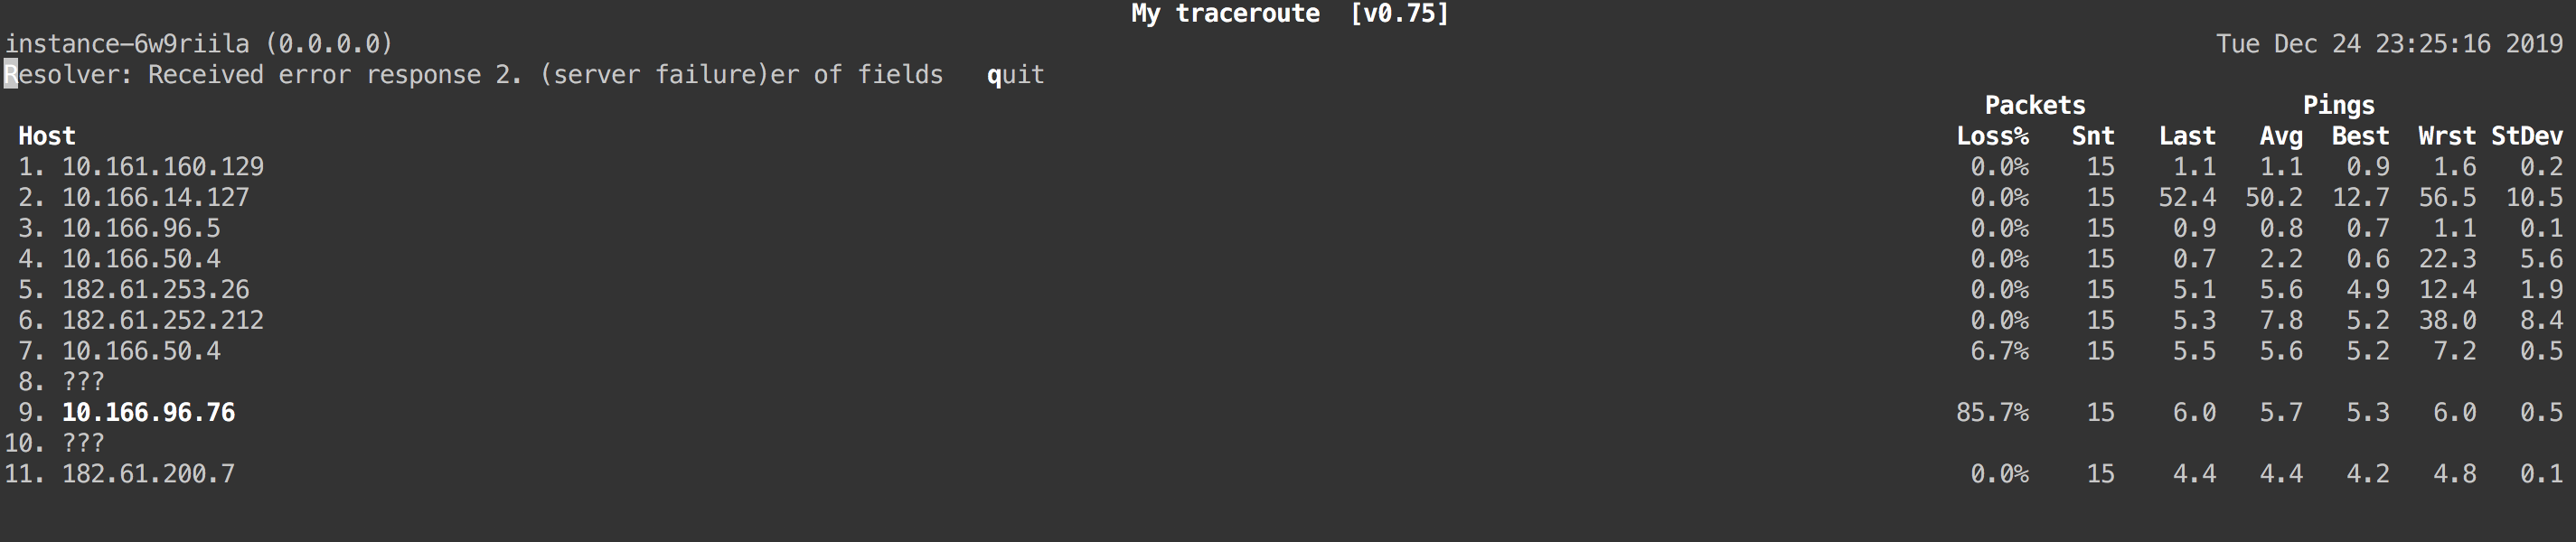 My traceroute  [v0.75]
instance-6w9riila (0.0.0.0) Tue Dec 24 23:25:16 2019
Resolver: Received error response 2. (server failure)er of fields   quit
Packets Pings
Host Loss% Snt Last Avg Best Wrst StDev
1. 10.161.160.129 0.0% 15 1.1 1.1 0.9 1.6 0.2
2. 10.166.14.127 0.0% 15 52.4 50.2 12.7 56.5 10.5
3. 10.166.96.5 0.0% 15 0.9 0.8 0.7 1.1 0.1
4. 10.166.50.4 0.0% 15 0.7 2.2 0.6 22.3 5.6
5. 182.61.253.26 0.0% 15 5.1 5.6 4.9 12.4 1.9
6. 182.61.252.212 0.0% 15 5.3 7.8 5.2 38.0 8.4
7. 10.166.50.4 6.7% 15 5.5 5.6 5.2 7.2 0.5
8. ???
9. 10.166.96.76 85.7% 15 6.0 5.7 5.3 6.0 0.5
10. ???
11. 182.61.200.7 0.0% 15 4.4 4.4 4.2 4.8 0.1